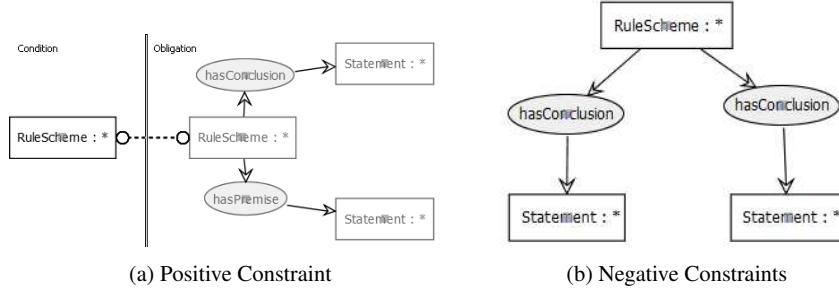 Condition
Obligation
hasConclusion
Statement : *
RuleScheme : *
RuleScheme : *
hasPremise
Statement : *
(a) Positive Constraint
RuleScheme : *
hasConclusion
hasConclusion
Statement : *
Statement : *
(b) Negative Constraints